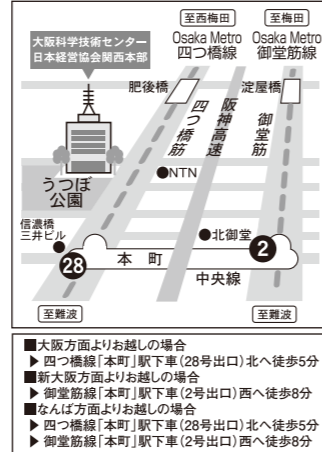 至西梅田
至梅田
Osaka Metro
四つ橋線
Osaka Metro
御堂筋線
大阪科学技術センター
日本経営協会関西本部
肥後橋
淀屋橋
四つ橋筋
阪神高速
御堂筋
うつぼ
公園
●NTN
信濃橋
三井ビル
●北御堂
28
本町
2
中央線
至難波
至難波
■大阪方面よりお越しの場合
▶ 四つ橋線「本町」駅下車(28号出口)北へ徒歩5分
■新大阪方面よりお越しの場合
▶ 御堂筋線「本町」駅下車(2号出口)西へ徒歩8分
■なんば方面よりお越しの場合
▶ 四つ橋線「本町」駅下車(28号出口)北へ徒歩5分
▶ 御堂筋線「本町」駅下車(2号出口)西へ徒歩8分